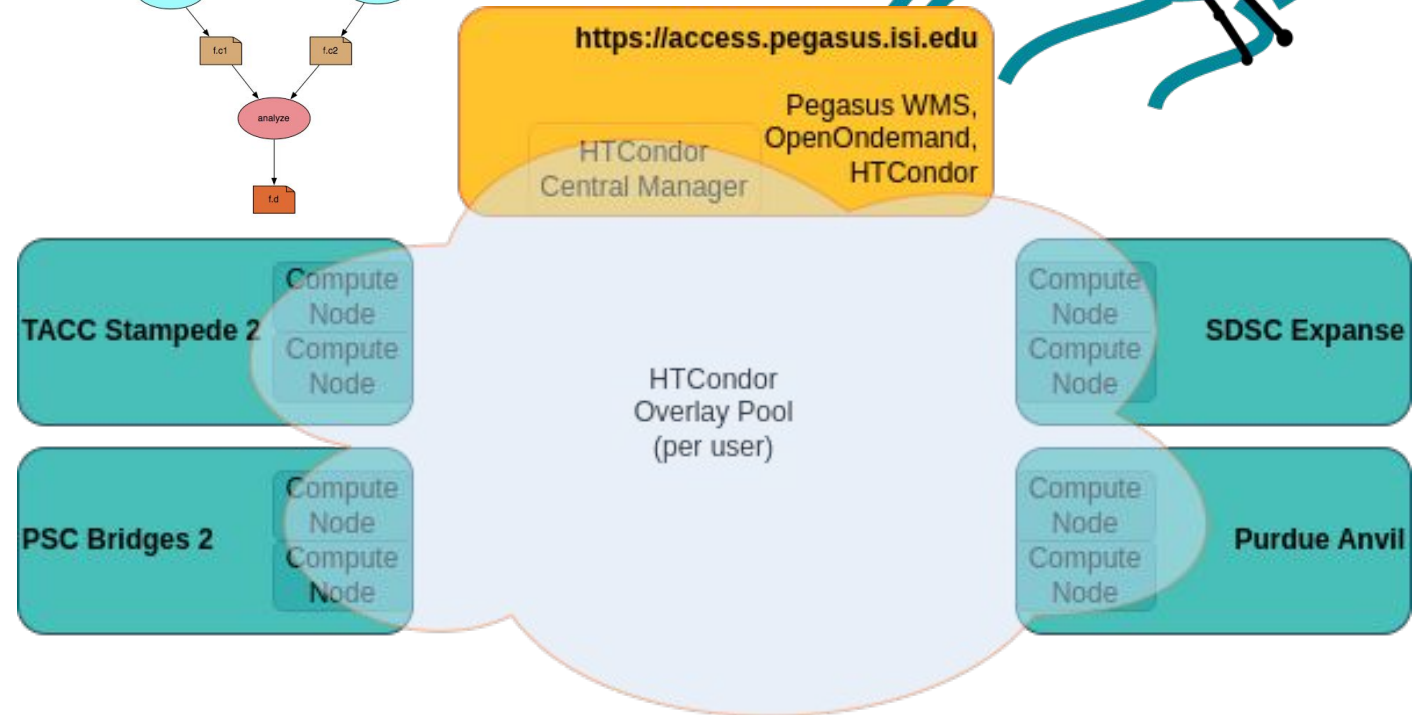 f.c1
f.c2
analyze
f.d
https://access.pegasus.isi.edu
Pegasus WMS,
OpenOndemand,
HTCondor
HTCondor
Central Manager
TACC Stampede 2
Compute
Node
Compute
Node
SDSC Expanse
Compute
Node
Compute
Node
HTCondor
Overlay Pool
(per user)
PSC Bridges 2
Compute
Node
Compute
Node
Purdue Anvil
Compute
Node
Compute
Node